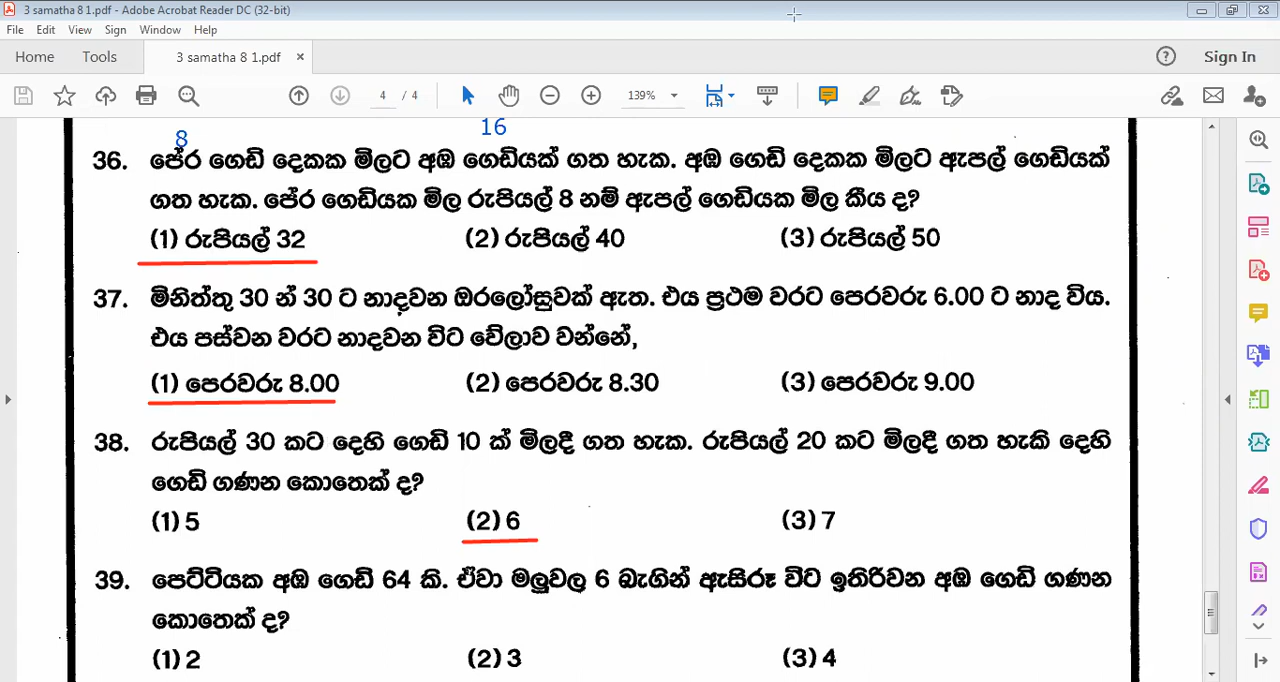 3 samatha 8 1.pdf - Adobe Acrobat Reader DC (32-bit)
File Edit View Sign Window Help
Home Tools 3 samatha 8 1.pdf × Sign In
4 / 4 139%
8 16
36. පේර ගෙඩි දෙකක මිලට අඹ ගෙඩියක් ගත හැක. අඹ ගෙඩි දෙකක මිලට ඇපල් ගෙඩියක්
ගත හැක. පේර ගෙඩියක මිල රුපියල් 8 නම් ඇපල් ගෙඩියක මිල කීය ද?
(1) රුපියල් 32 (2) රුපියල් 40 (3) රුපියල් 50
37. මිනිත්තු 30 න් 30 ට නාදවන ඔරලෝසුවක් ඇත. එය ප්‍රථම වරට පෙරවරු 6.00 ට නාද විය.
එය පස්වන වරට නාදවන විට වේලාව වන්නේ,
(1) පෙරවරු 8.00 (2) පෙරවරු 8.30 (3) පෙරවරු 9.00
38. රුපියල් 30 කට දෙහි ගෙඩි 10 ක් මිලදී ගත හැක. රුපියල් 20 කට මිලදී ගත හැකි දෙහි
ගෙඩි ගණන කොතෙක් ද?
(1) 5 (2) 6 (3) 7
39. පෙට්ටියක අඹ ගෙඩි 64 කි. ඒවා මලුවල 6 බැගින් ඇසිරූ විට ඉතිරිවන අඹ ගෙඩි ගණන
කොතෙක් ද?
(1) 2 (2) 3 (3) 4